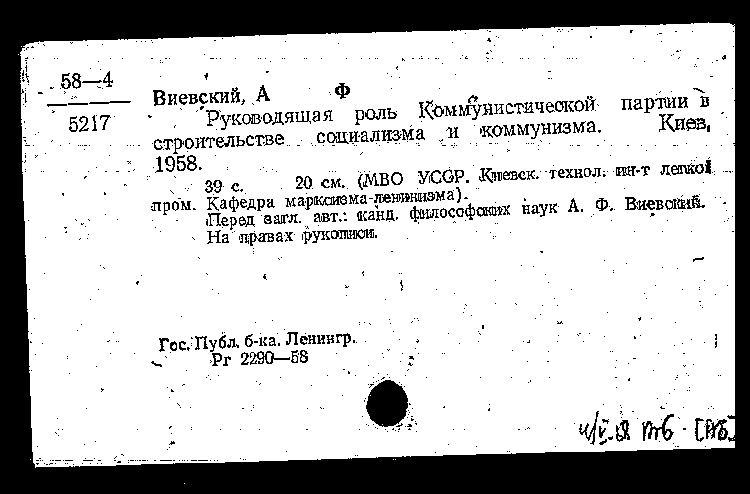 58—4
5217
Виевский, А Ф
Руководящая роль Коммунистической партии в
строительстве социализма и коммунизма. Киев,
1958.
39 с. 20 см. (МВО УССР. Киевск. технол. ин-т легкой
пром. Кафедра марксизма-ленинизма).
Перед загл. авт.: канд. философских наук А. Ф. Виевский.
На правах рукописи.
Гос. Публ. б-ка. Ленингр.
Рг 2290—58